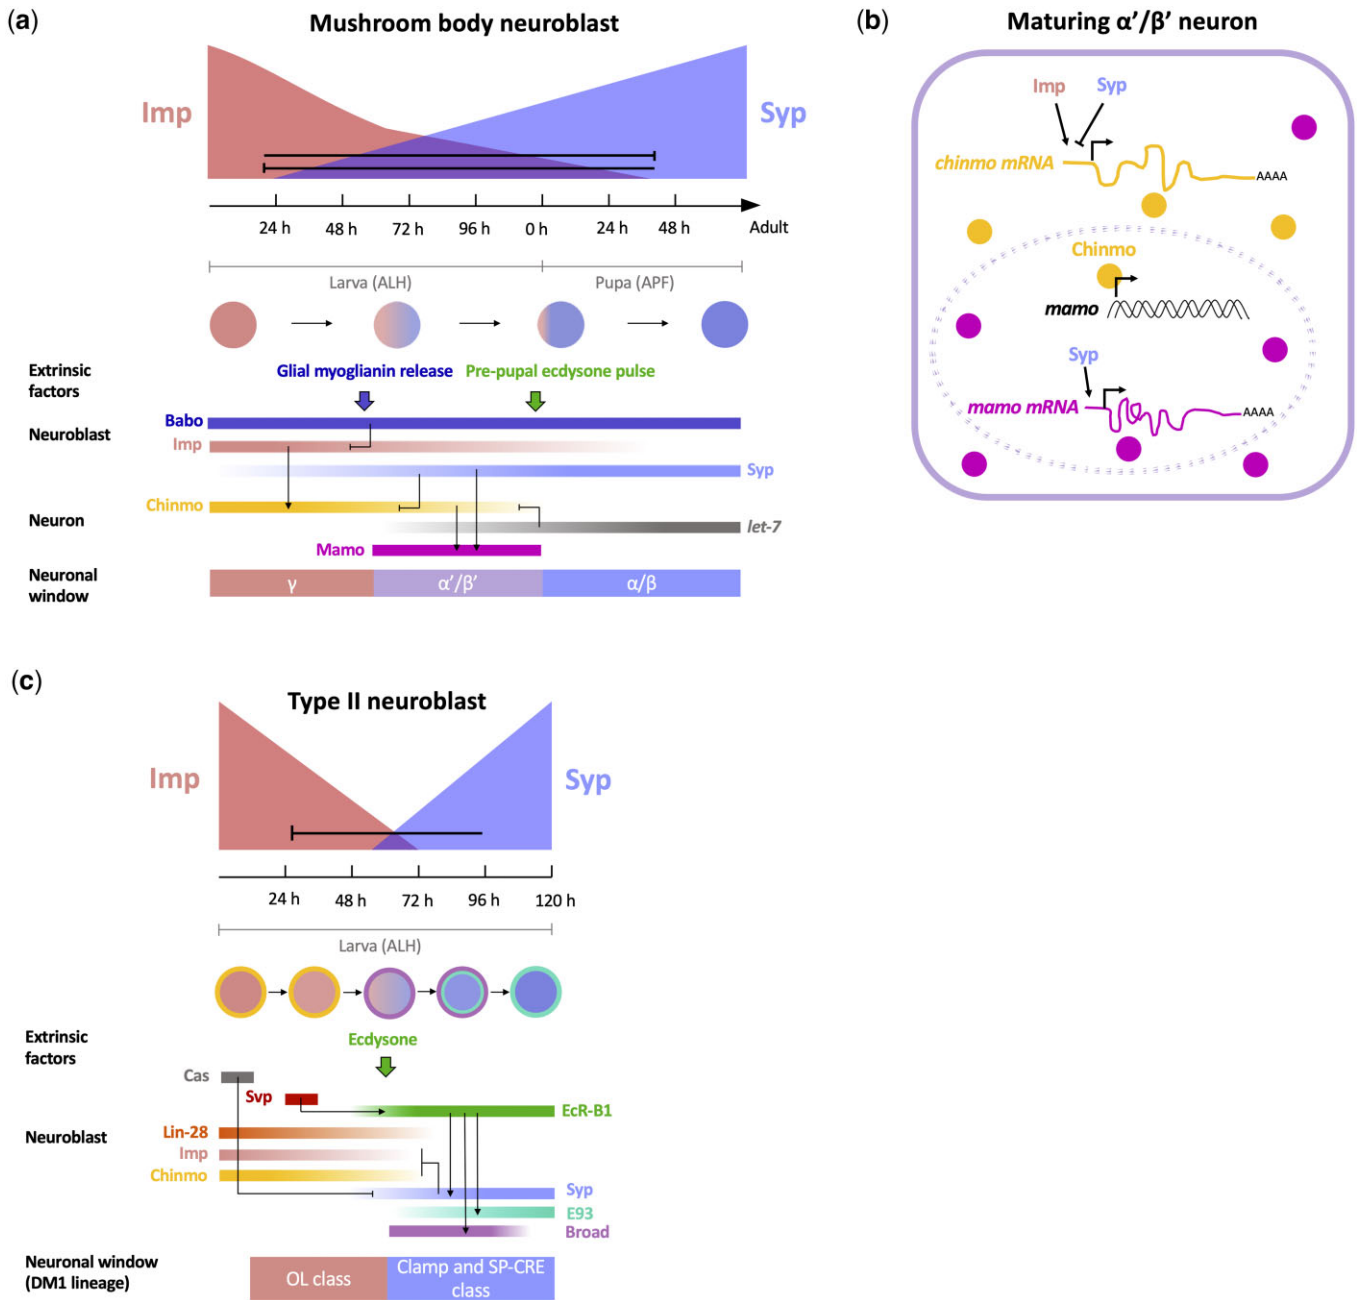 (a)
Mushroom body neuroblast
Imp
Syp
24 h 48 h 72 h 96 h 0 h 24 h 48 h Adult
Larva (ALH) Pupa (APF)
Extrinsic
factors
Glial myoglianin release Pre-pupal ecdysone pulse
Babo
Neuroblast
Imp
Syp
Chinmo
Neuron
let-7
Mamo
Neuronal
window
γ α’/β’ α/β
(b)
Maturing α’/β’ neuron
Imp Syp
chinmo mRNA AAAA
Chinmo
mamo
Syp
mamo mRNA AAAA
(c)
Type II neuroblast
Imp
Syp
24 h 48 h 72 h 96 h 120 h
Larva (ALH)
Extrinsic
factors
Ecdysone
Cas
Svp
EcR-B1
Neuroblast
Lin-28
Imp
Chinmo
Syp
E93
Broad
Neuronal window
(DM1 lineage)
OL class
Clamp and SP-CRE
class